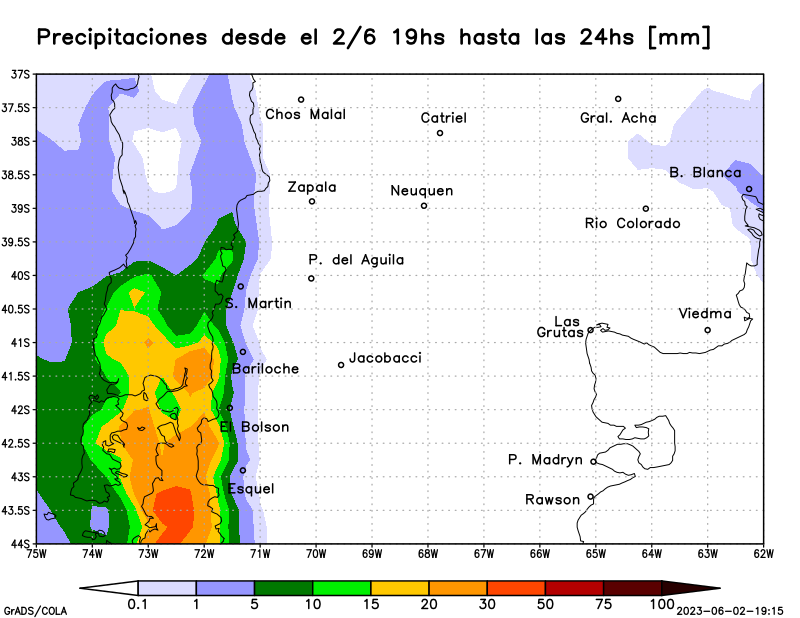 Precipitaciones desde el 2/6 19hs hasta las 24hs [mm]
37S
37.5S
38S
38.5S
39S
39.5S
40S
40.5S
41S
41.5S
42S
42.5S
43S
43.5S
44S
Chos Malal
Catriel
Gral. Acha
B. Blanca
Zapala
Neuquen
Rio Colorado
P. del Aguila
S. Martin
Viedma
Las
Grutas
Jacobacci
Bariloche
El Bolson
P. Madryn
Esquel
Rawson
75W 74W 73W 72W 71W 70W 69W 68W 67W 66W 65W 64W 63W 62W
0.1 1 5 10 15 20 30 50 75 100
GrADS/COLA
2023-06-02-19:15